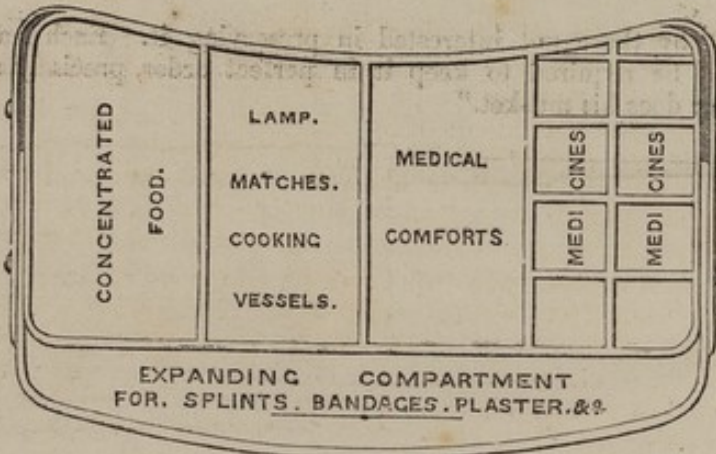 CONCENTRATED
FOOD.
LAMP.
MATCHES.
COOKING
VESSELS.
MEDICAL
COMFORTS
MEDI CINES
MEDI CINES
EXPANDING COMPARTMENT
FOR. SPLINTS. BANDAGES. PLASTER. &c